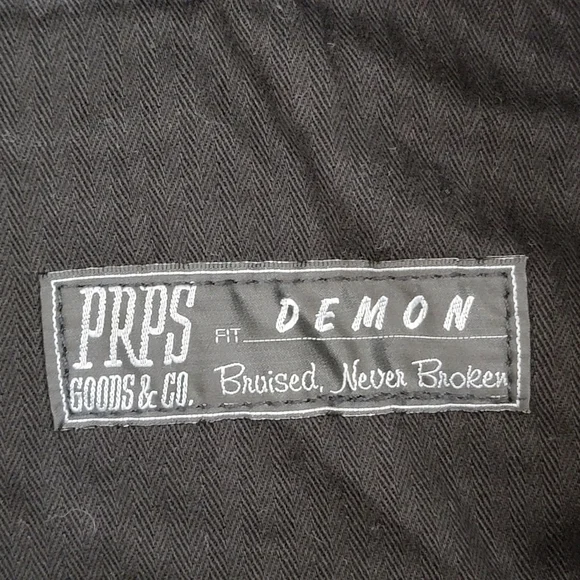 PRPS
GOODS & CO.
FIT DEMON
Bruised, Never Broken